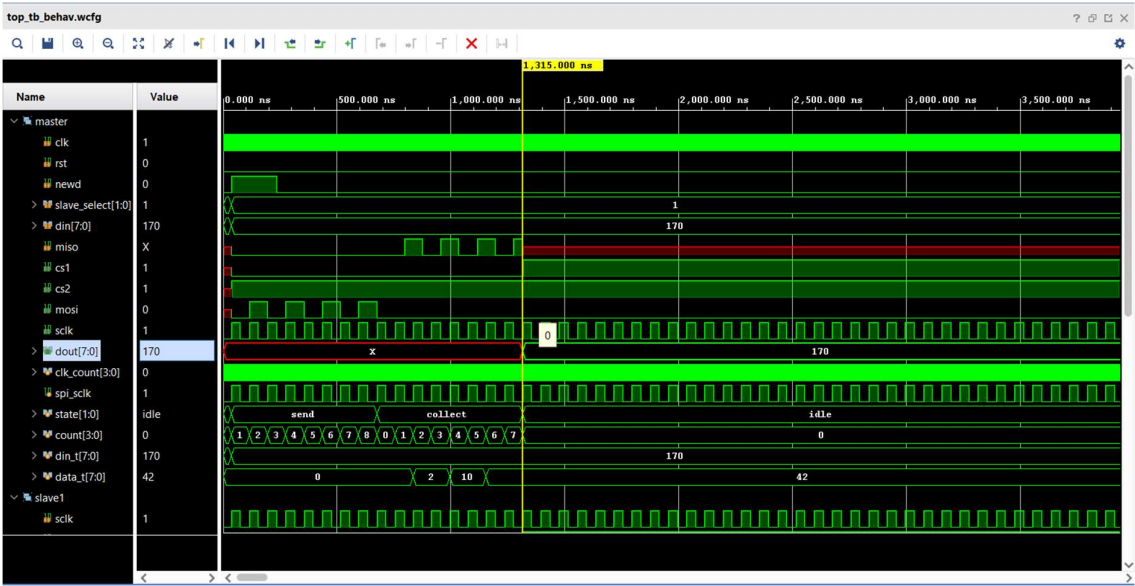 top_tb_behav.wcfg
1,315.000 ns
Name Value 0.000 ns 500.000 ns 1,000.000 ns 1,500.000 ns 2,000.000 ns 2,500.000 ns 3,000.000 ns 3,500.000 ns
master
clk 1
rst 0
newd 0
slave_select[1:0] 1 1
din[7:0] 170 170
miso X
cs1 1
cs2 1
mosi 0
sclk 1 0
dout[7:0] 170 X 170
clk_count[3:0] 0
spi_sclk 1
state[1:0] idle send collect idle
count[3:0] 0 1 2 3 4 5 6 7 8 0 1 2 3 4 5 6 7 0
din_t[7:0] 170 170
data_t[7:0] 42 0 2 10 42
slave1
sclk 1